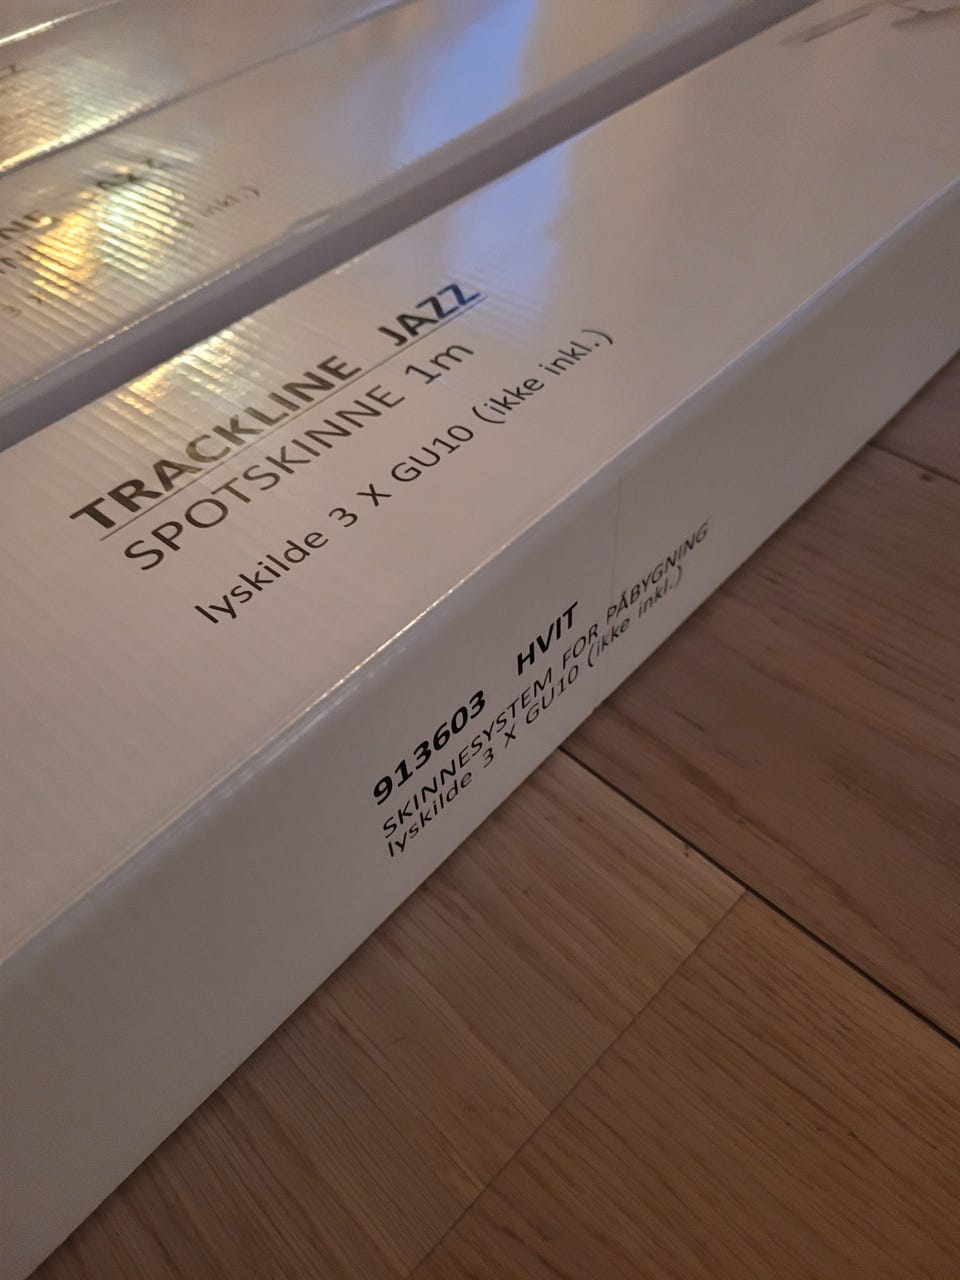 TRACKLINE JAZZ
SPOTSKINNE 1m
lyskilde 3 X GU10 (ikke inkl.)
913603 HVIT
SKINNESYSTEM FOR PÅBYGNING
lyskilde 3 X GU10 (ikke inkl.)